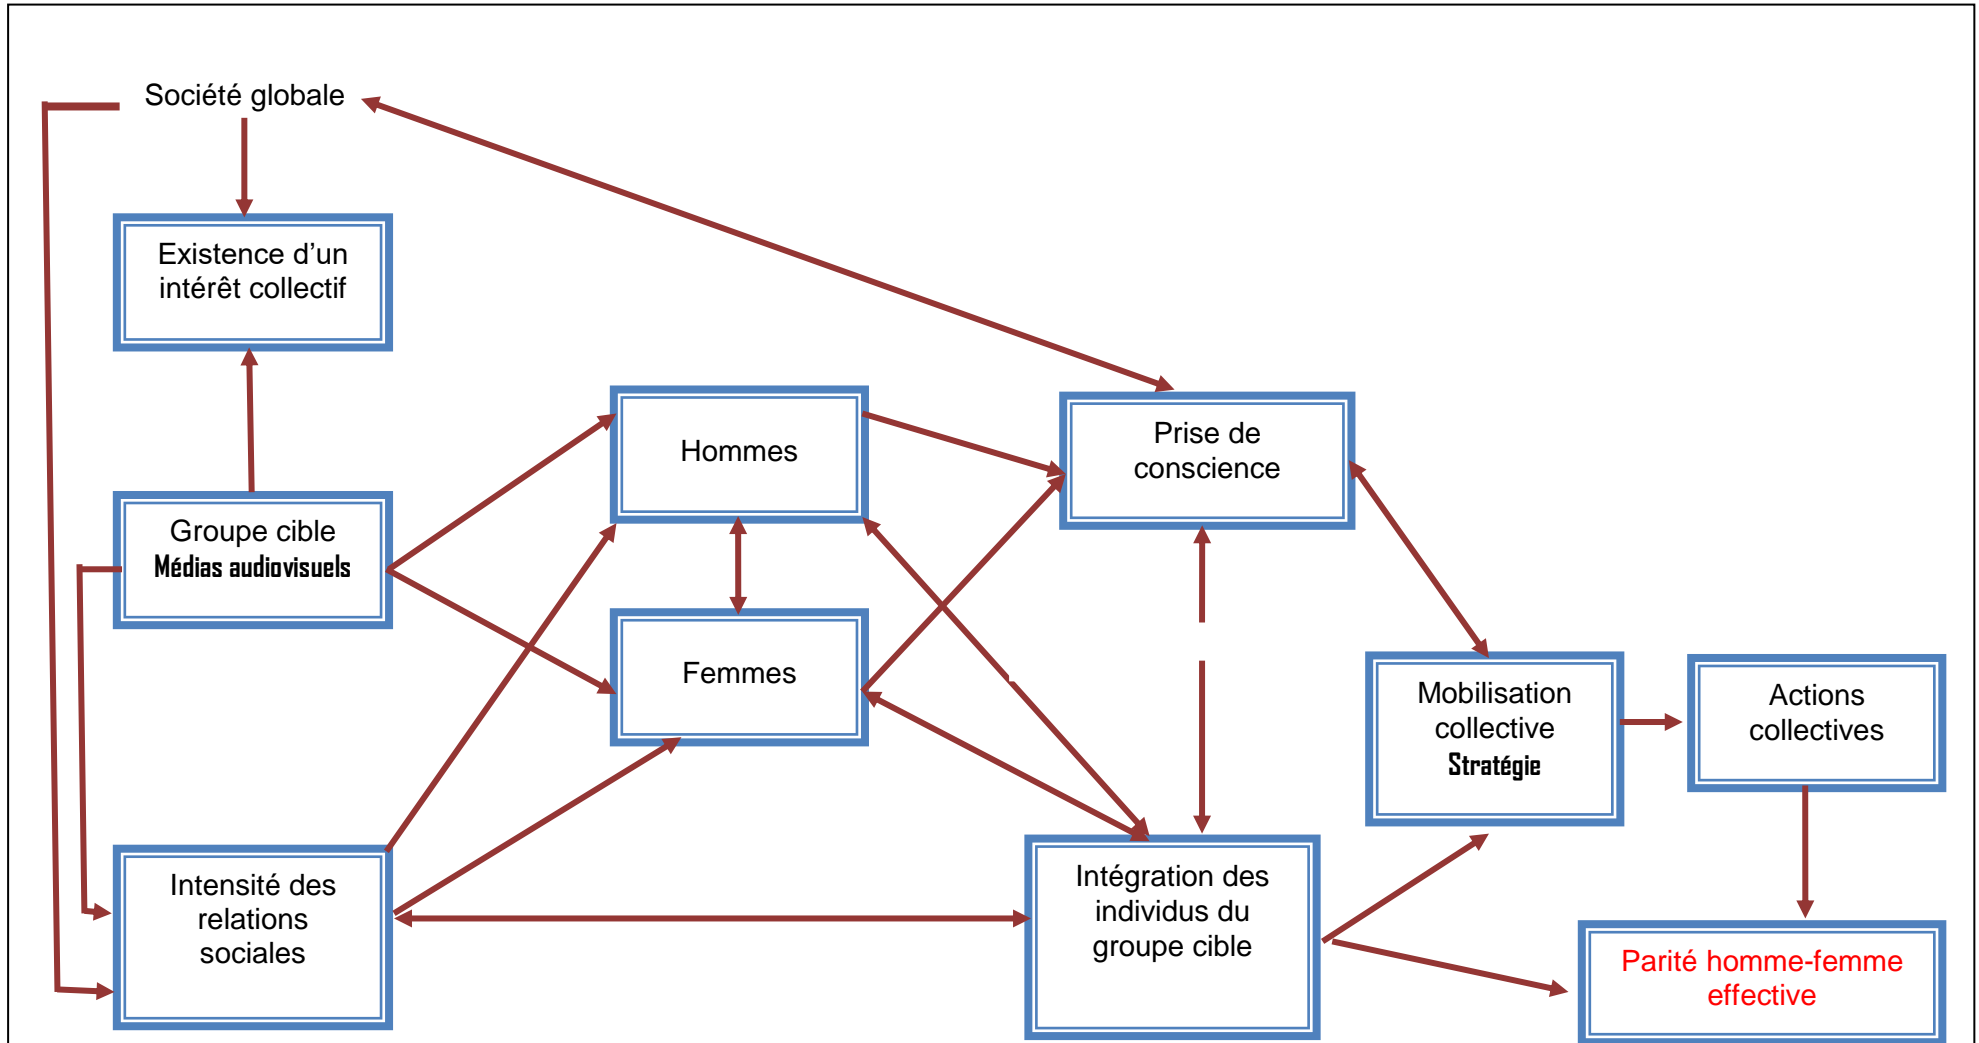 Société globale
Existence d’un
intérêt collectif
Hommes
Prise de
conscience
Groupe cible
Médias audiovisuels
Femmes
Mobilisation
collective
Stratégie
Actions
collectives
Intensité des
relations
sociales
Intégration des
individus du
groupe cible
Parité homme-femme
effective